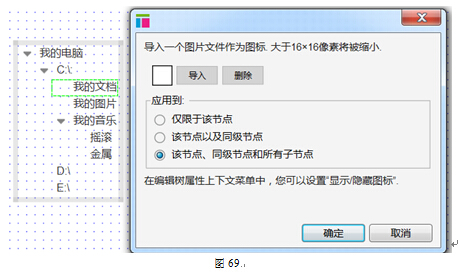 我的电脑
C:\
我的文档
我的图片
我的音乐
摇滚
金属
D:\
E:\
导入一个图片文件作为图标. 大于16×16像素将被缩小.
导入 删除
应用到:
仅限于该节点
该节点以及同级节点
该节点、同级节点和所有子节点
在编辑树属性上下文菜单中，您可以设置"显示/隐藏图标".
确定 取消
图 69.